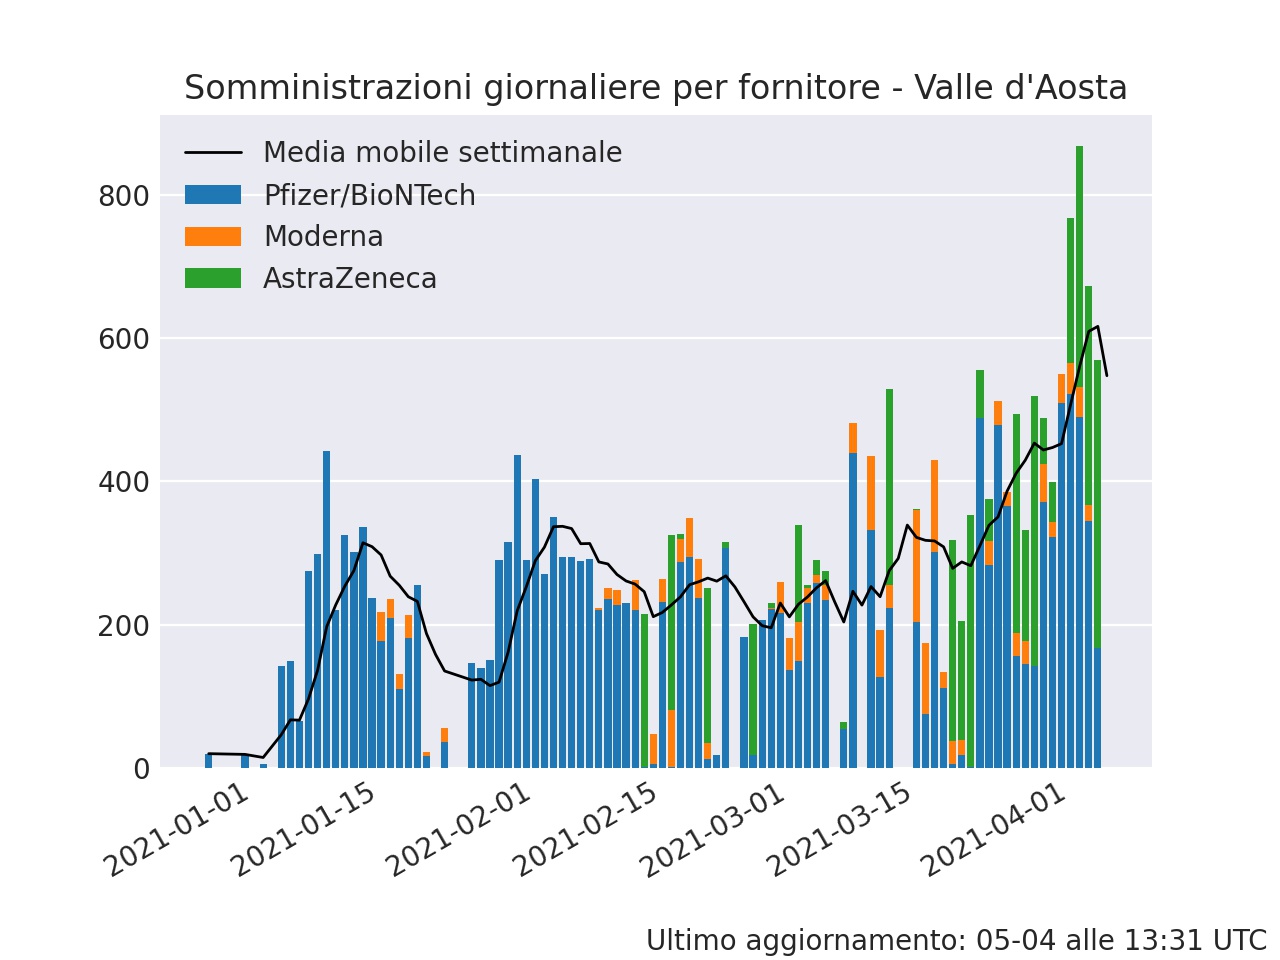 Somministrazioni giornaliere per fornitore - Valle d'Aosta
Media mobile settimanale
Pfizer/BioNTech
Moderna
AstraZeneca
800
600
400
200
0
2021-01-01
2021-01-15
2021-02-01
2021-02-15
2021-03-01
2021-03-15
2021-04-01
Ultimo aggiornamento: 05-04 alle 13:31 UTC